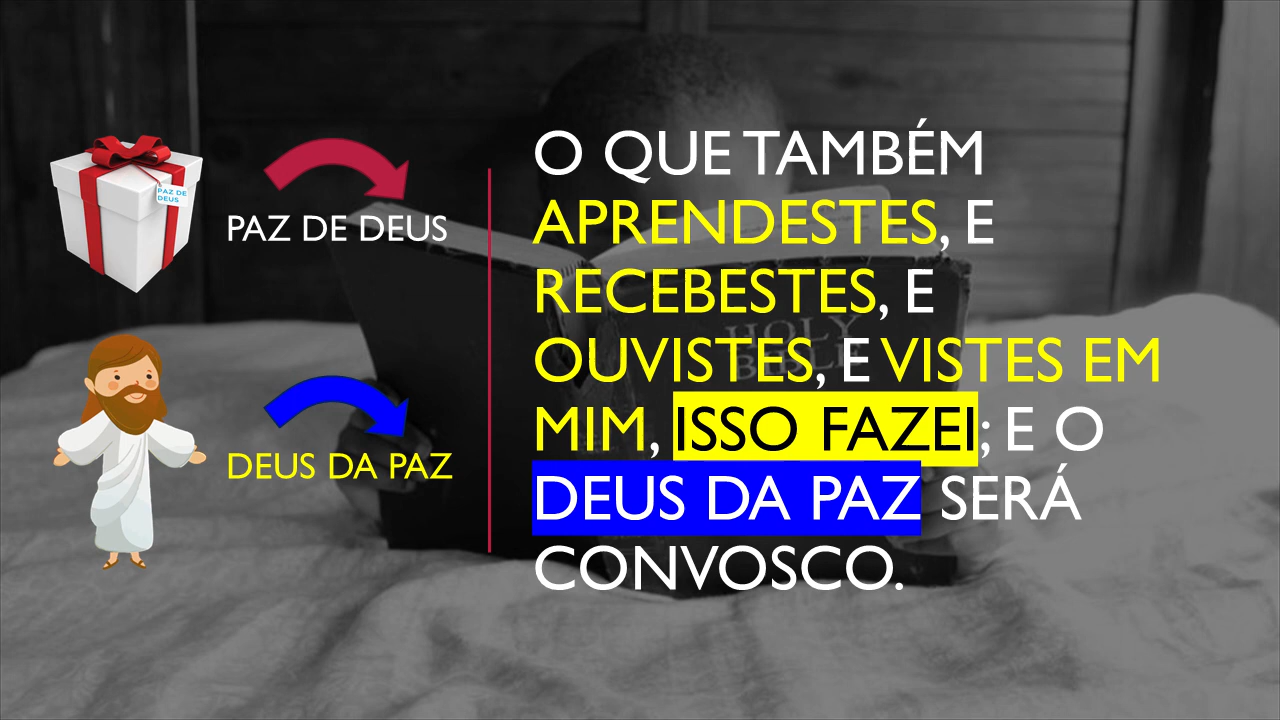 PAZ DE
DEUS
PAZ DE DEUS
DEUS DA PAZ
O QUE TAMBÉM
APRENDESTES, E
RECEBESTES, E
OUVISTES, E VISTES EM
MIM, ISSO FAZEI; E O
DEUS DA PAZ SERÁ
CONVOSCO.
HOLY
BIBLE